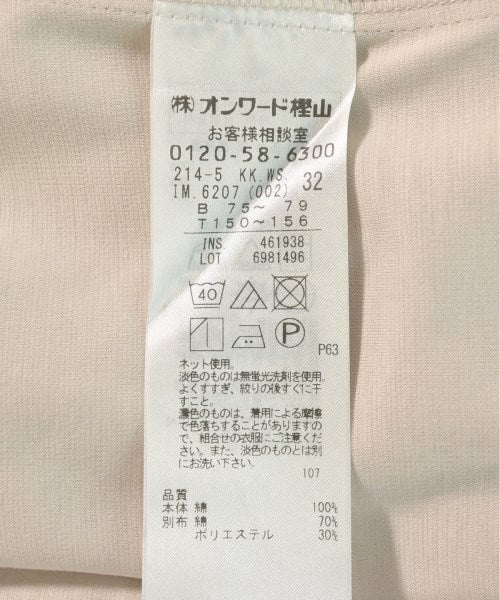 ㈱オンワード樫山
お客様相談室
0120-58-6300
214-5 KK.WS. 32
IM.6207(002)
B 75~ 79
T150~156
INS. 461938
LOT 6981496
40
P
P63
ネット使用。
淡色のものは無蛍光洗剤を使用。
よくすすぎ、絞りの後すぐに干
すこと。
濃色のものは、着用による摩擦
で色落ちすることがありますの
で、組合せの衣服にご注意くだ
さい。また、淡色のものとは別
にお洗い下さい。
107
品質
本体 綿 100%
別布 綿 70%
ポリエステル 30%